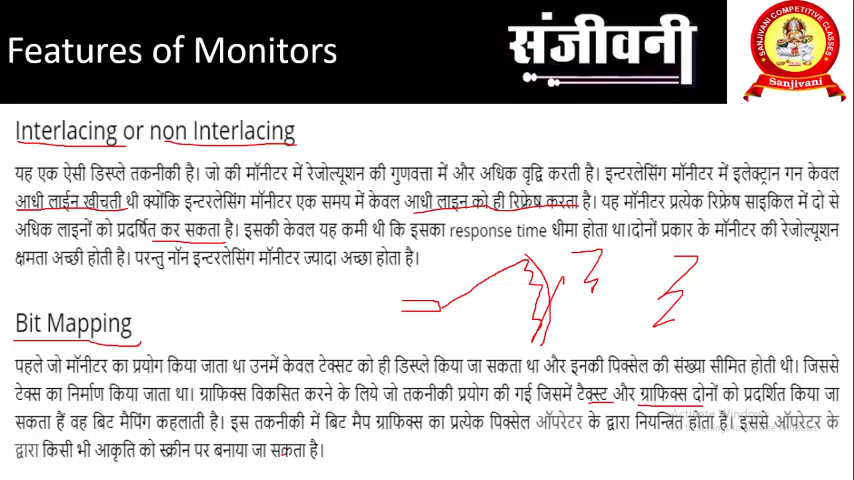 Features of Monitors
संजीवनी
SANJIVANI COMPETITIVE CLASSES
Sanjivani
Interlacing or non Interlacing
यह एक ऐसी डिस्प्ले तकनीकी है। जो की मॉनीटर में रेजोल्यूशन की गुणवत्ता में और अधिक वृद्वि करती है। इन्टरलेसिंग मॉनीटर में इलेक्ट्रान गन केवल
आधी लाईन खीचती थी क्योंकि इन्टरलेसिंग मॉनीटर एक समय में केवल आधी लाइन को ही रिफ्रेष करता है। यह मॉनीटर प्रत्येक रिफ्रेष साइकिल में दो से
अधिक लाइनों को प्रदर्षित कर सकता है। इसकी केवल यह कमी थी कि इसका response time धीमा होता था।दोनों प्रकार के मॉनीटर की रेजोल्यूशन
क्षमता अच्छी होती है। परन्तु नॉन इन्टरलेसिंग मॉनीटर ज्यादा अच्छा होता है।
Bit Mapping
पहले जो मॉनीटर का प्रयोग किया जाता था उनमें केवल टेक्सट को ही डिस्प्ले किया जा सकता था और इनकी पिक्सेल की संख्या सीमित होती थी। जिससे
टेक्स का निर्माण किया जाता था। ग्राफिक्स विकसित करने के लिये जो तकनीकी प्रयोग की गई जिसमें टैक्स्ट और ग्राफिक्स दोनों को प्रदर्शित किया जा
सकता हैं वह बिट मैपिंग कहलाती है। इस तकनीकी में बिट मैप ग्राफिक्स का प्रत्येक पिक्सेल ऑपरेटर के द्वारा नियन्त्रित होता है। इससे ऑपरेटर के
द्वारा किसी भी आकृति को स्क्रीन पर बनाया जा सकता है।
Activate Windows